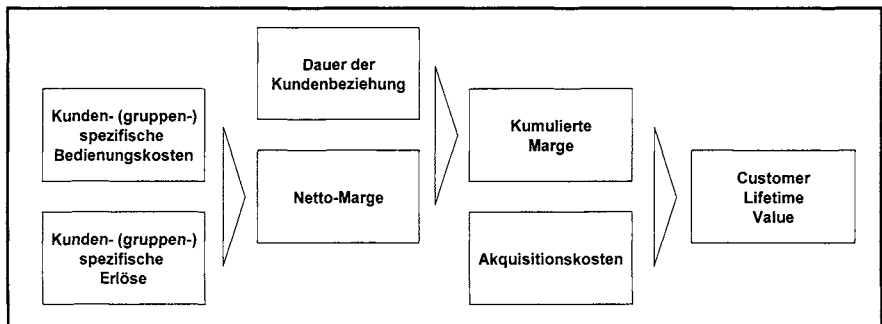 Kunden- (gruppen-)
spezifische
Bedienungskosten
Kunden- (gruppen-)
spezifische
Erlöse
Dauer der
Kundenbeziehung
Netto-Marge
Kumulierte
Marge
Akquisitionskosten
Customer
Lifetime
Value